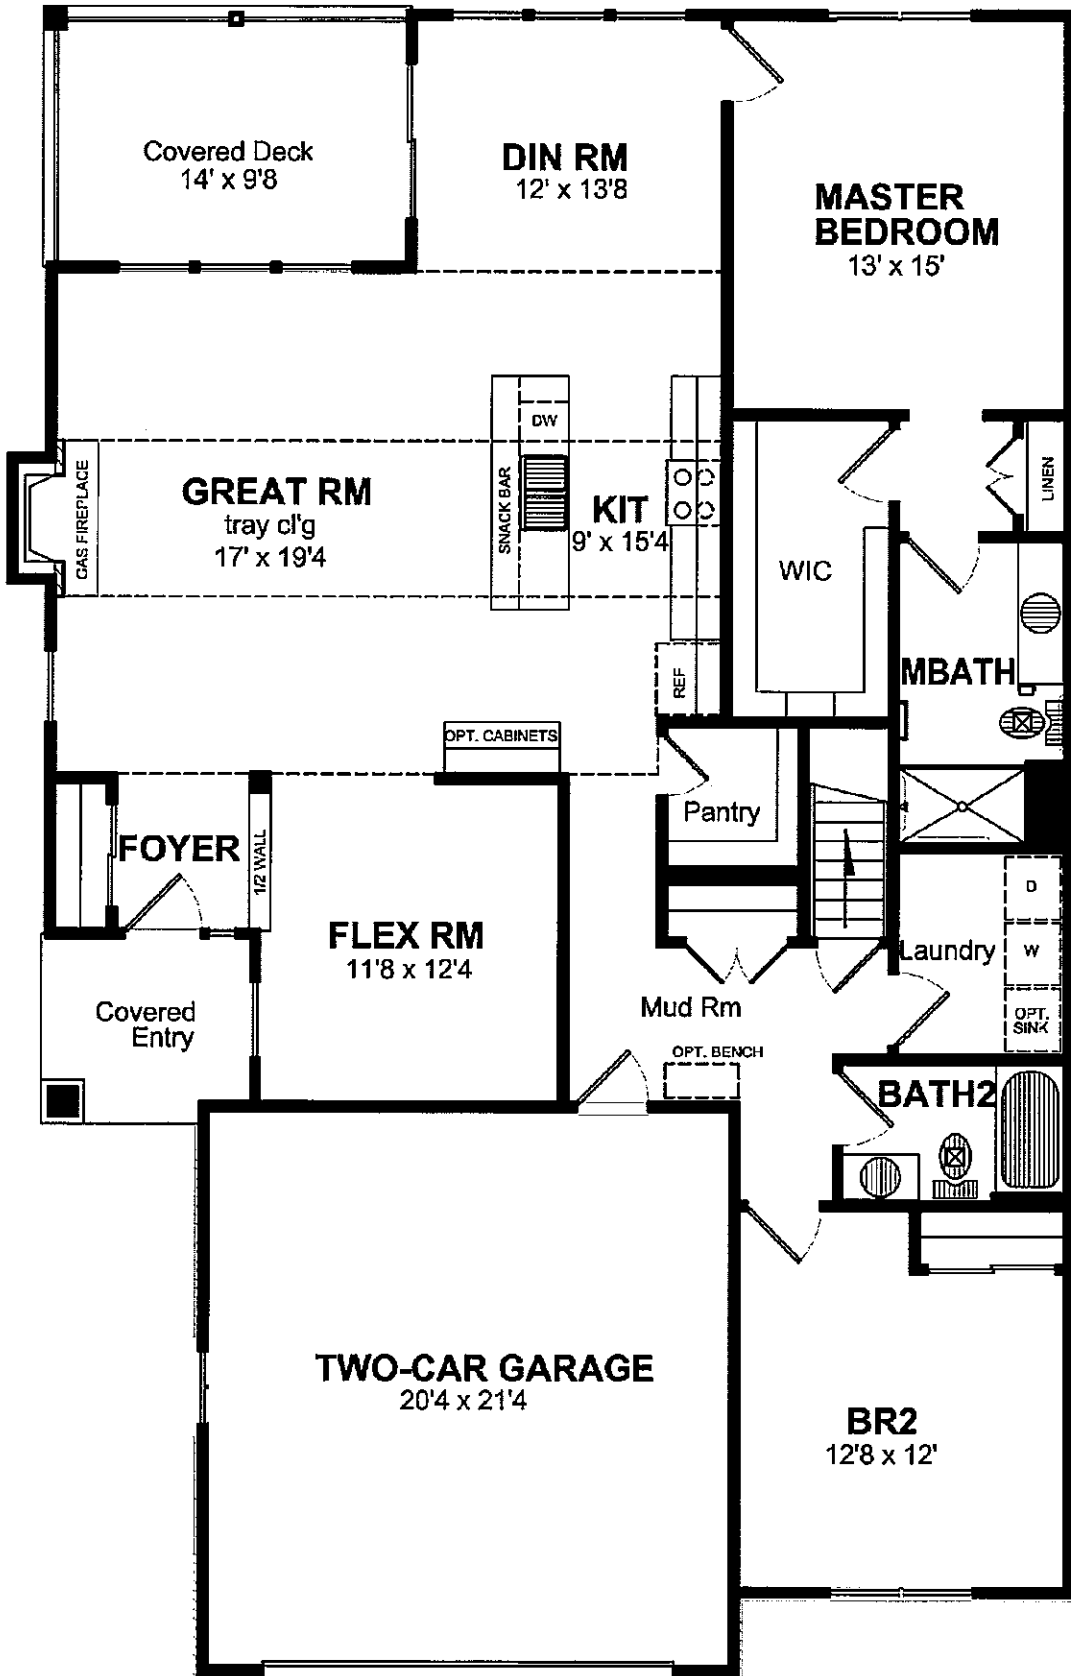 Covered Deck
14' x 9'8
DIN RM
12' x 13'8
MASTER
BEDROOM
13' x 15'
GAS FIREPLACE
GREAT RM
tray cl'g
17' x 19'4
SNACK BAR
DW
KIT
9' x 15'4
REF
WIC
LINEN
MBATH
OPT. CABINETS
Pantry
FOYER
1/2 WALL
FLEX RM
11'8 x 12'4
Covered
Entry
Mud Rm
OPT. BENCH
Laundry
D
W
OPT.
SINK
BATH2
TWO-CAR GARAGE
20'4 x 21'4
BR2
12'8 x 12'